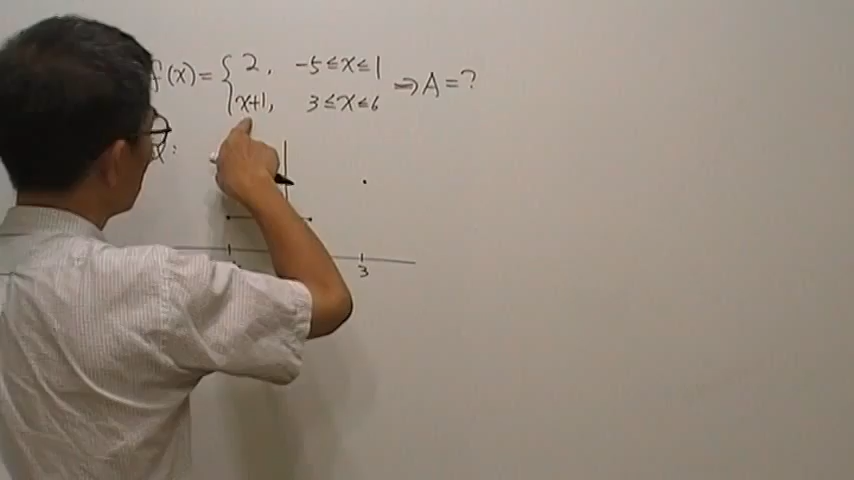 f(x) = { 2, -5 ≤ x ≤ 1
x+1, 3 ≤ x ≤ 6 ⇒ A = ?
:
3